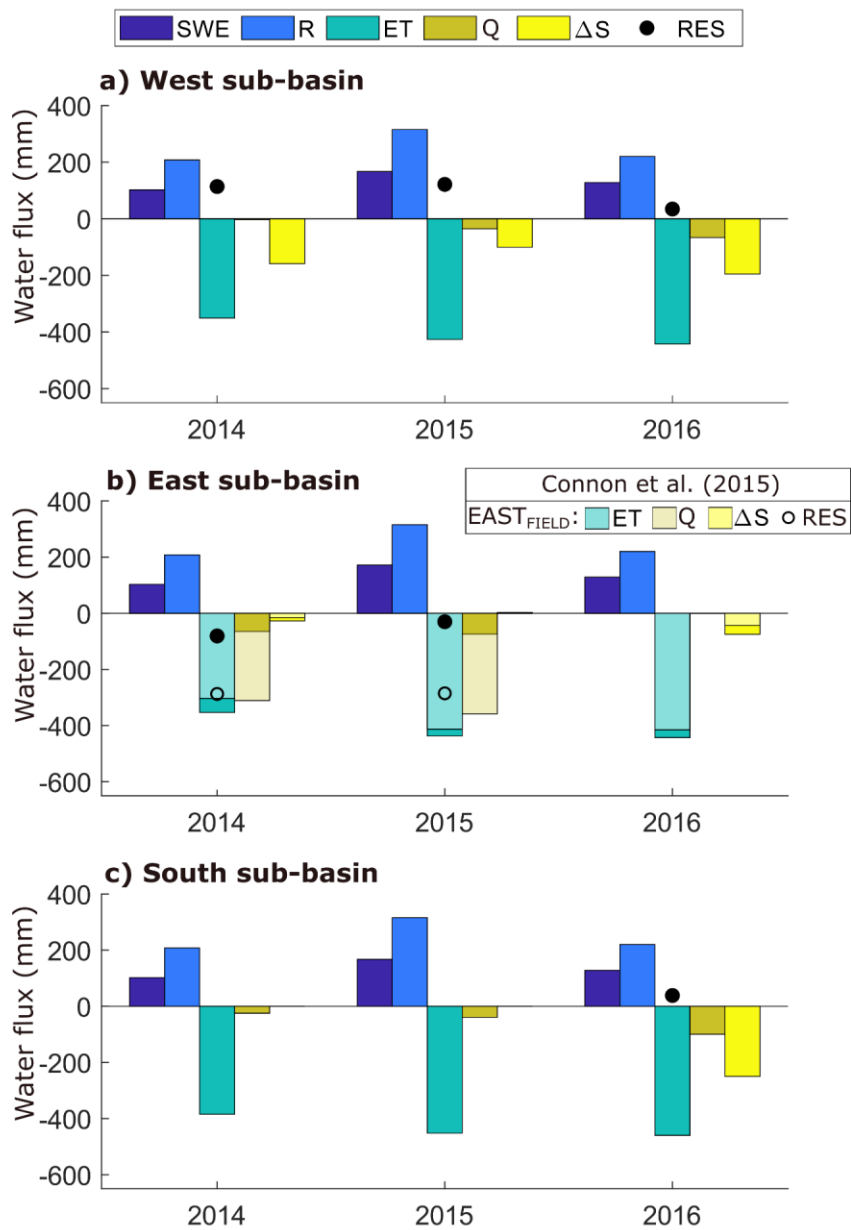 SWE R ET Q ΔS RES
a) West sub-basin
Water flux (mm)
400
200
0
-200
-400
-600
2014 2015 2016
b) East sub-basin
Connon et al. (2015)
EAST_FIELD: ET Q ΔS RES
Water flux (mm)
400
200
0
-200
-400
-600
2014 2015 2016
c) South sub-basin
Water flux (mm)
400
200
0
-200
-400
-600
2014 2015 2016